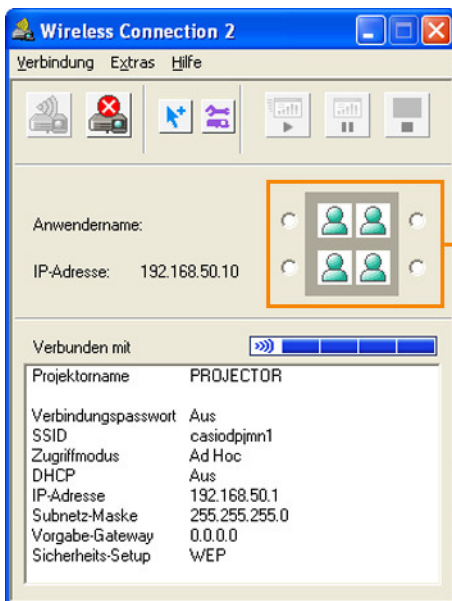 Wireless Connection 2
Verbindung Extras Hilfe
Anwendername:
IP-Adresse: 192.168.50.10
Verbunden mit
Projektorname PROJECTOR
Verbindungspasswort Aus
SSID casiodpjmn1
Zugriffmodus Ad Hoc
DHCP Aus
IP-Adresse 192.168.50.1
Subnetz-Maske 255.255.255.0
Vorgabe-Gateway 0.0.0.0
Sicherheits-Setup WEP